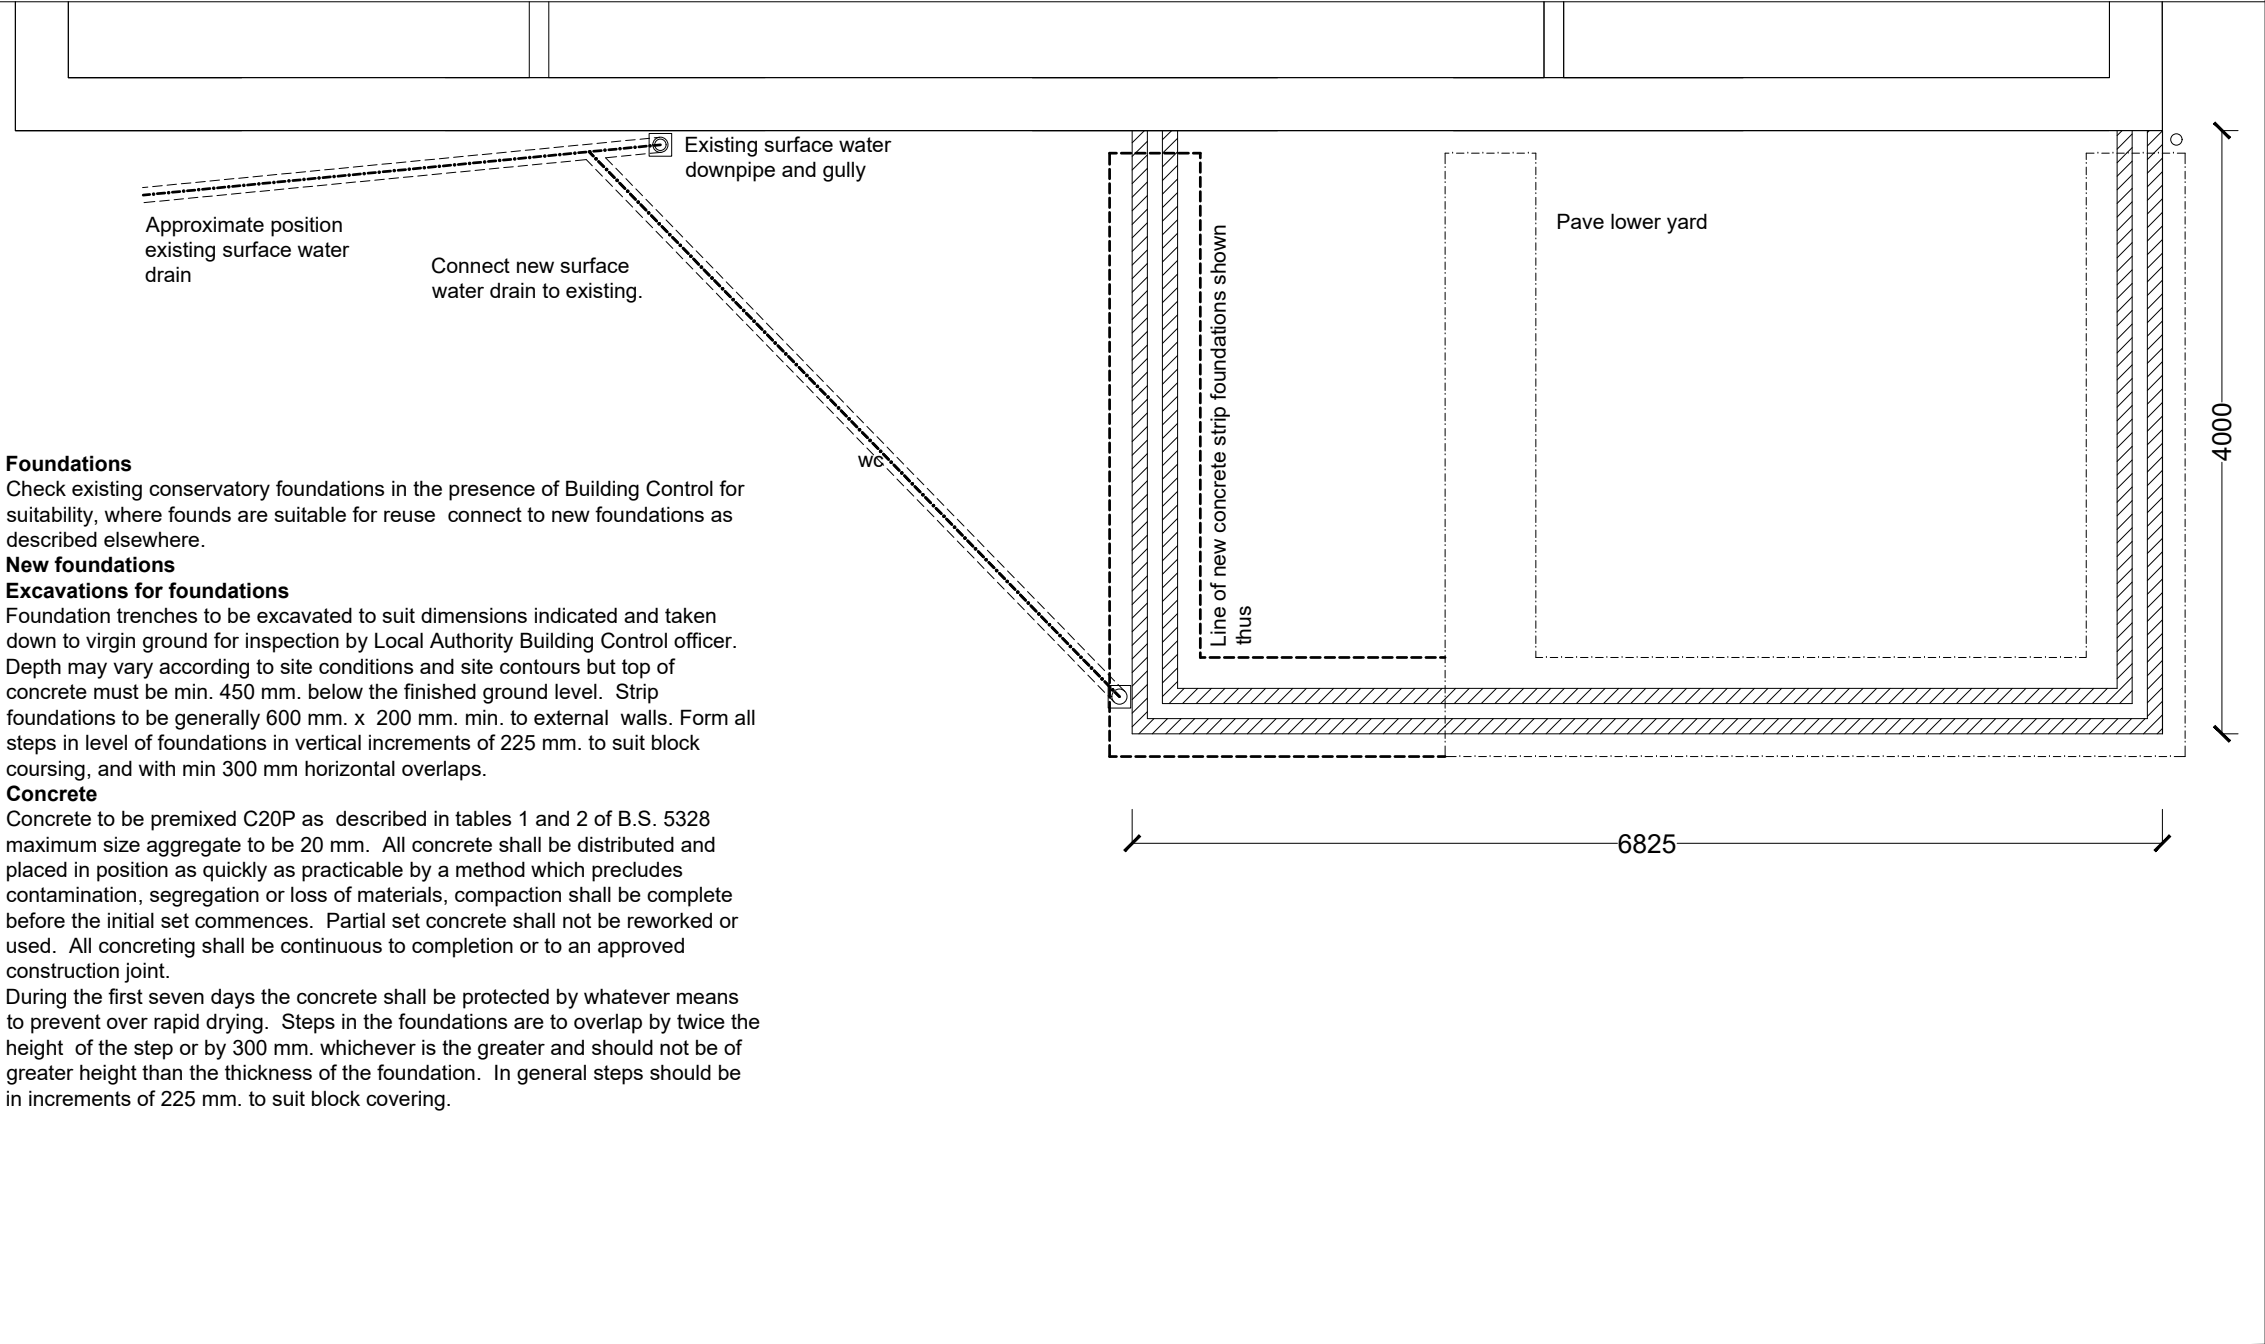 Existing surface water
downpipe and gully
Approximate position
existing surface water
drain
Connect new surface
water drain to existing.
Pave lower yard
Line of new concrete strip foundations shown
thus
4000
wc
6825
Foundations
Check existing conservatory foundations in the presence of Building Control for
suitability, where founds are suitable for reuse  connect to new foundations as
described elsewhere.
New foundations
Excavations for foundations
Foundation trenches to be excavated to suit dimensions indicated and taken
down to virgin ground for inspection by Local Authority Building Control officer.
Depth may vary according to site conditions and site contours but top of
concrete must be min. 450 mm. below the finished ground level.  Strip
foundations to be generally 600 mm. x  200 mm. min. to external  walls. Form all
steps in level of foundations in vertical increments of 225 mm. to suit block
coursing, and with min 300 mm horizontal overlaps.
Concrete
Concrete to be premixed C20P as  described in tables 1 and 2 of B.S. 5328
maximum size aggregate to be 20 mm.  All concrete shall be distributed and
placed in position as quickly as practicable by a method which precludes
contamination, segregation or loss of materials, compaction shall be complete
before the initial set commences.  Partial set concrete shall not be reworked or
used.  All concreting shall be continuous to completion or to an approved
construction joint.
During the first seven days the concrete shall be protected by whatever means
to prevent over rapid drying.  Steps in the foundations are to overlap by twice the
height  of the step or by 300 mm. whichever is the greater and should not be of
greater height than the thickness of the foundation.  In general steps should be
in increments of 225 mm. to suit block covering.